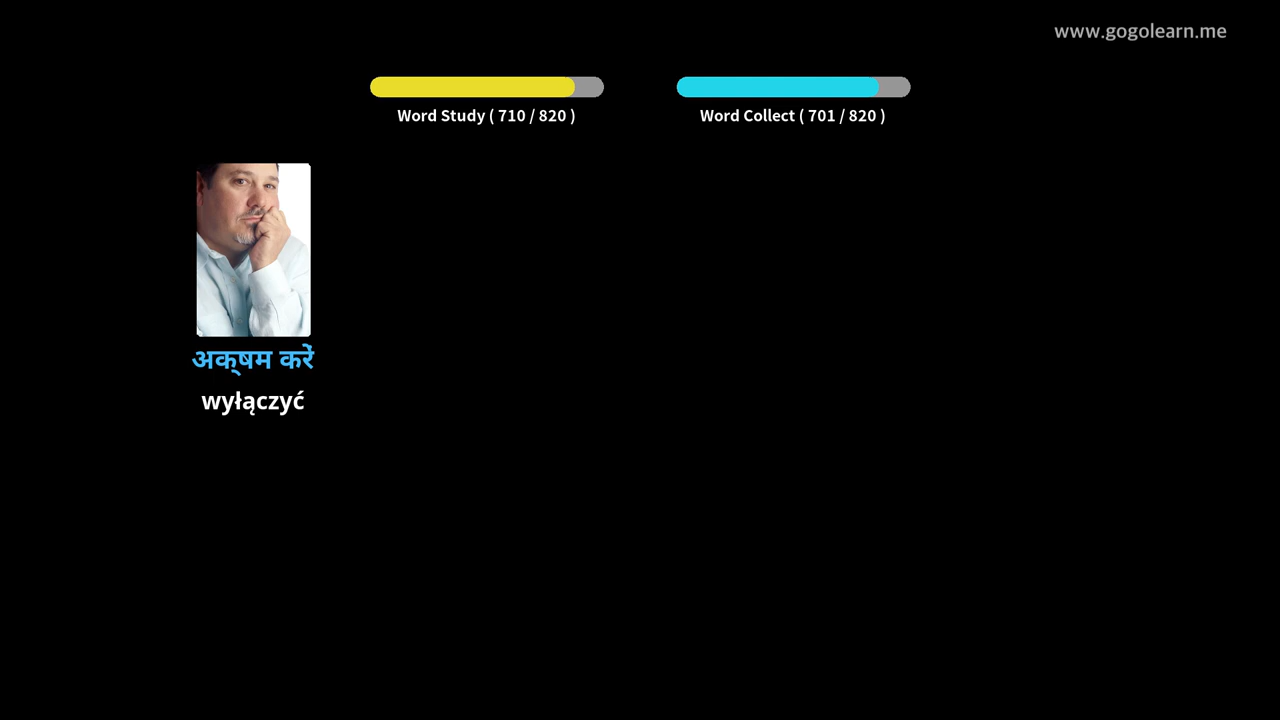 www.gogolearn.me
Word Study ( 710 / 820 )
Word Collect ( 701 / 820 )
अक्षम करें
wyłączyć